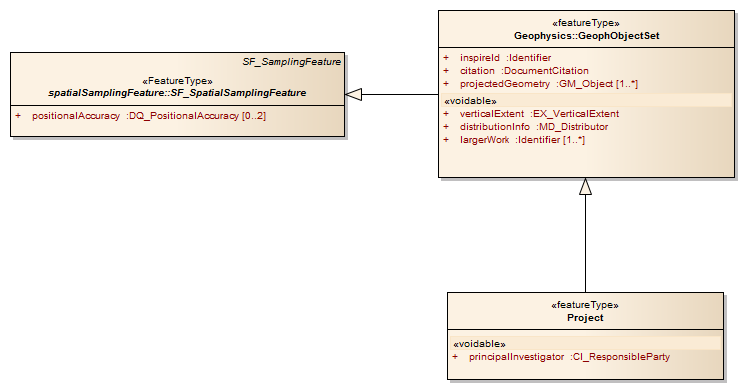 SF_SamplingFeature
«FeatureType»
spatialSamplingFeature::SF_SpatialSamplingFeature
+ positionalAccuracy :DQ_PositionalAccuracy [0..2]
«featureType»
Geophysics::GeophObjectSet
+ inspireId :Identifier
+ citation :DocumentCitation
+ projectedGeometry :GM_Object [1..*]
«voidable»
+ verticalExtent :EX_VerticalExtent
+ distributionInfo :MD_Distributor
+ largerWork :Identifier [1..*]
«featureType»
Project
«voidable»
+ principalInvestigator :CI_ResponsibleParty